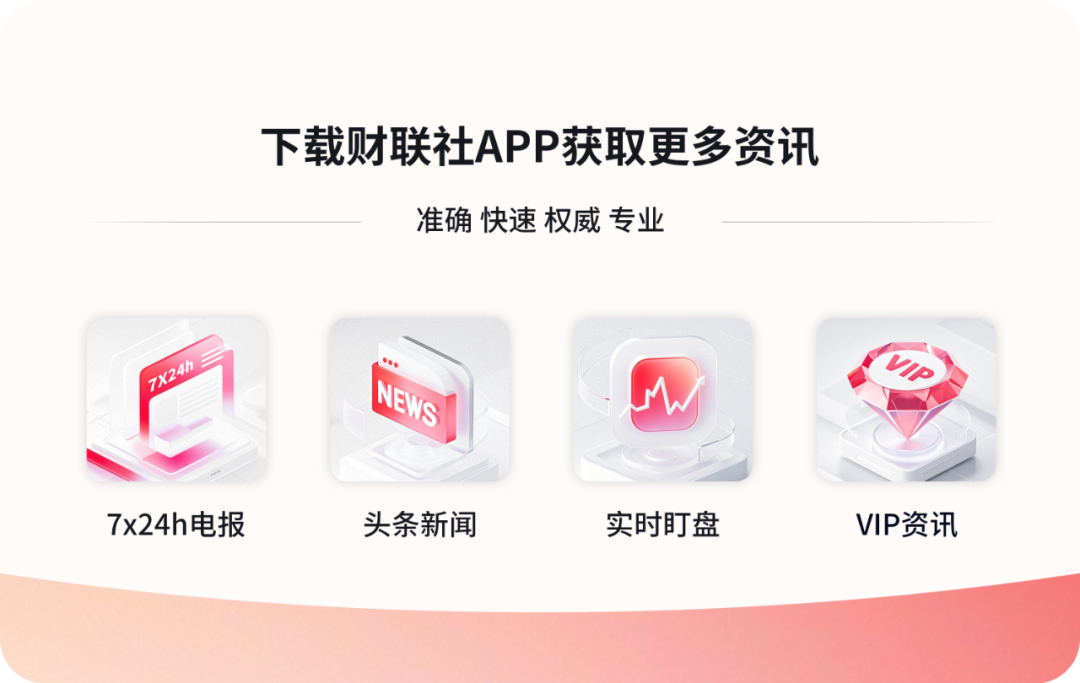 下载财联社APP获取更多资讯
准确 快速 权威 专业
7X24h
NEWS
VIP
7x24h电报
头条新闻
实时盯盘
VIP资讯